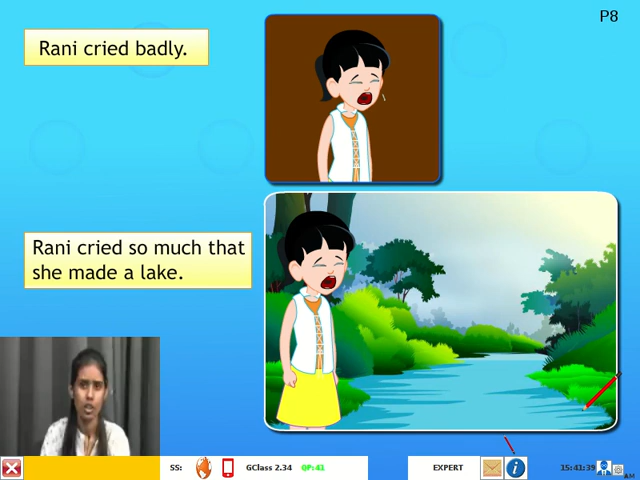 P8
Rani cried badly.
Rani cried so much that
she made a lake.
SS: GClass 2.34 QP:41 EXPERT 15:41:39
AM